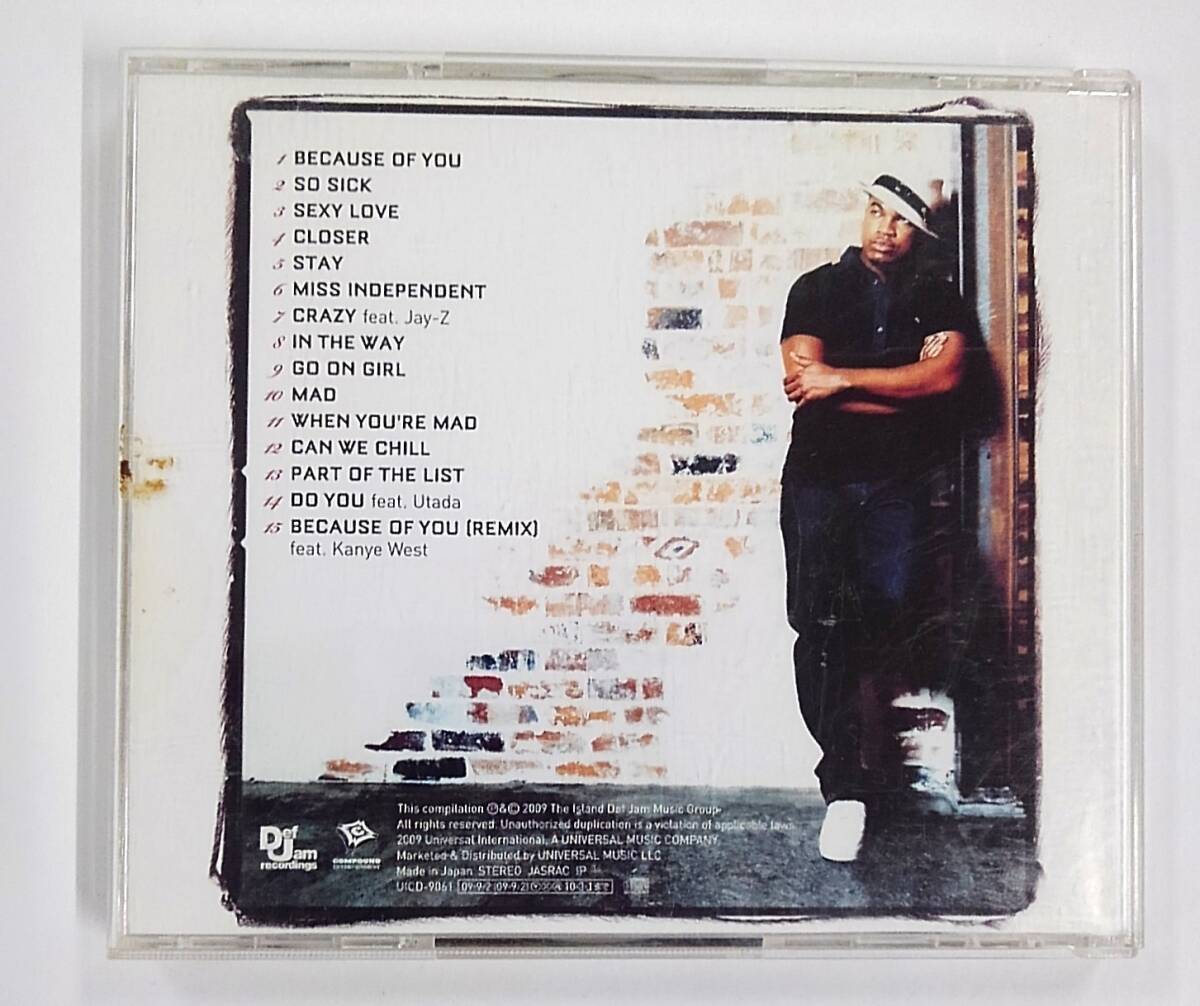 1 BECAUSE OF YOU
2 SO SICK
3 SEXY LOVE
4 CLOSER
5 STAY
6 MISS INDEPENDENT
7 CRAZY feat. Jay-Z
8 IN THE WAY
9 GO ON GIRL
10 MAD
11 WHEN YOU'RE MAD
12 CAN WE CHILL
13 PART OF THE LIST
14 DO YOU feat. Utada
15 BECAUSE OF YOU (REMIX)
feat. Kanye West
This compilation ℗&© 2009 The Island Def Jam Music Group.
All rights reserved. Unauthorized duplication is a violation of applicable laws.
2009 Universal International, A UNIVERSAL MUSIC COMPANY.
Marketed & Distributed by UNIVERSAL MUSIC LLC
Made in Japan STEREO JASRAC
UICD-9061 09·9·2
Def Jam
recordings
COMPOUND
ENTERTAINMENT